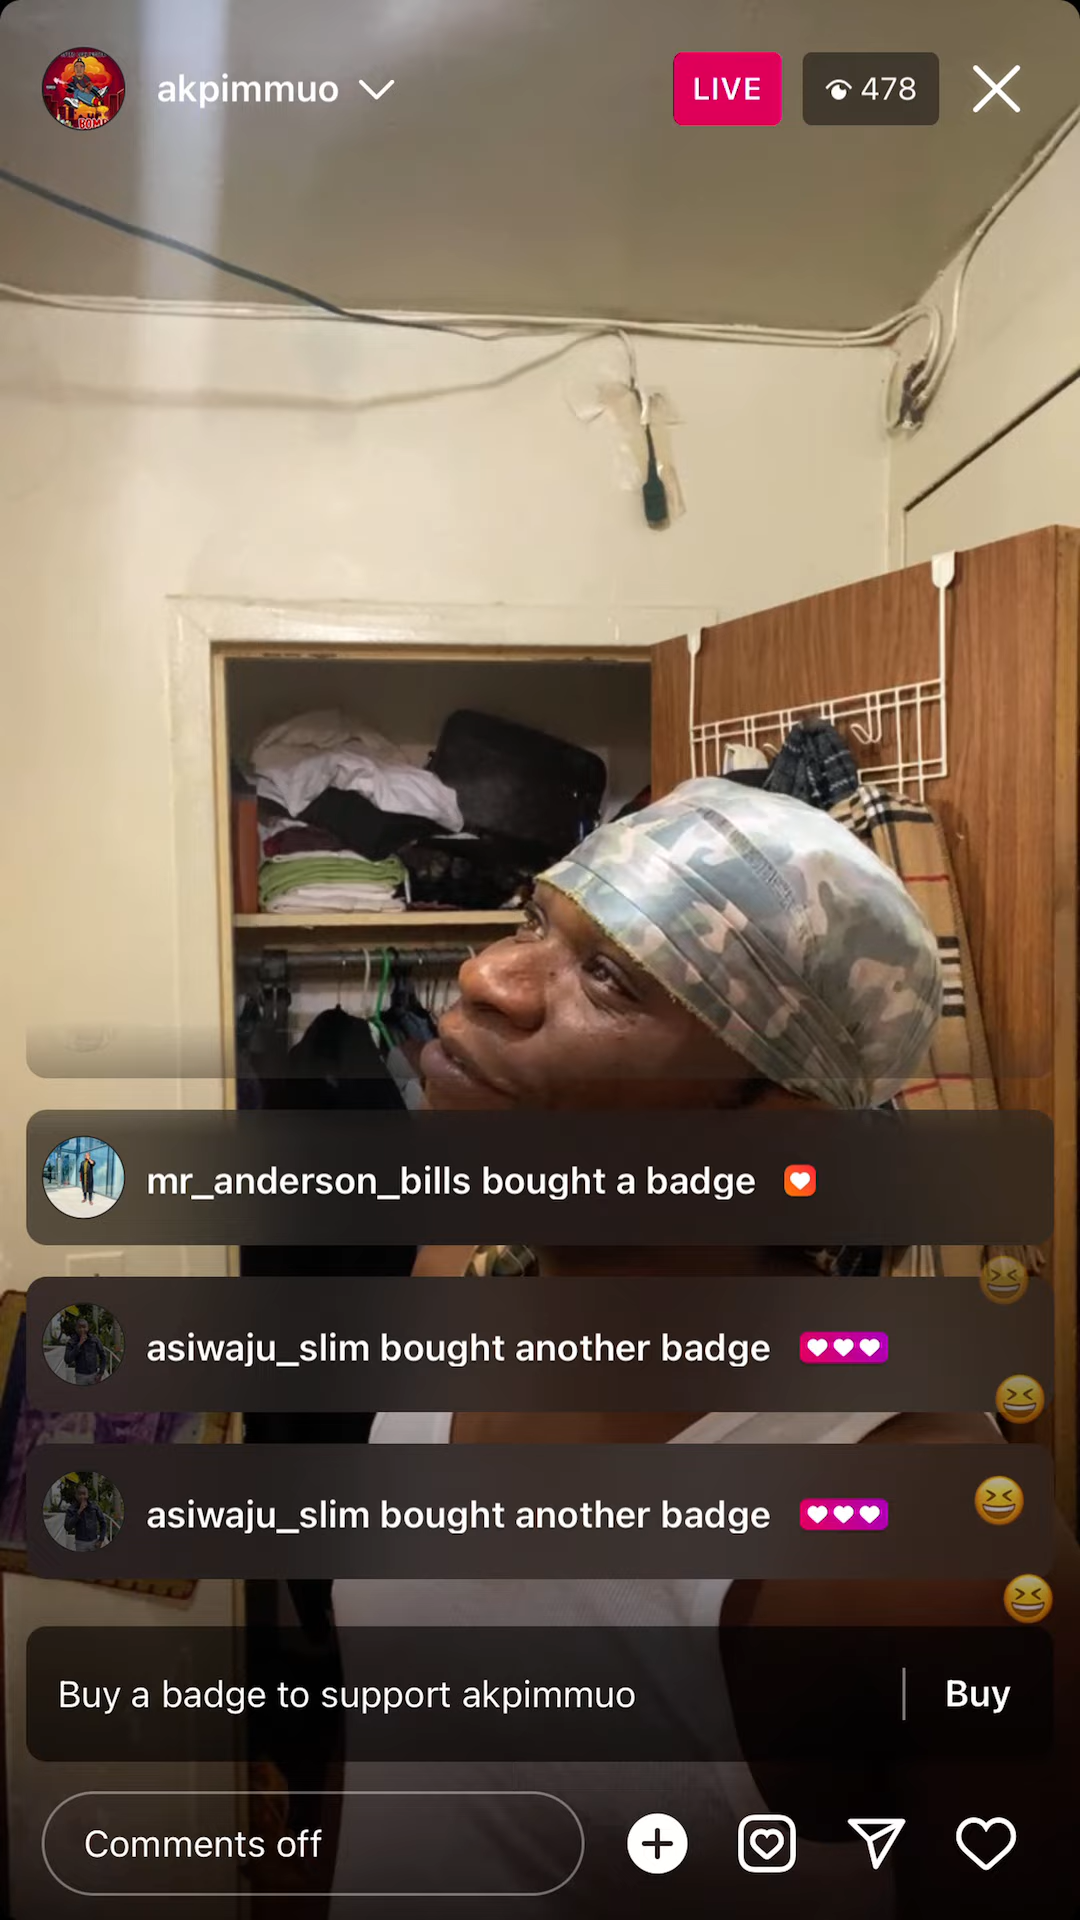 akpimmuo
LIVE
478
mr_anderson_bills bought a badge
asiwaju_slim bought another badge
asiwaju_slim bought another badge
Buy a badge to support akpimmuo
Buy
Comments off